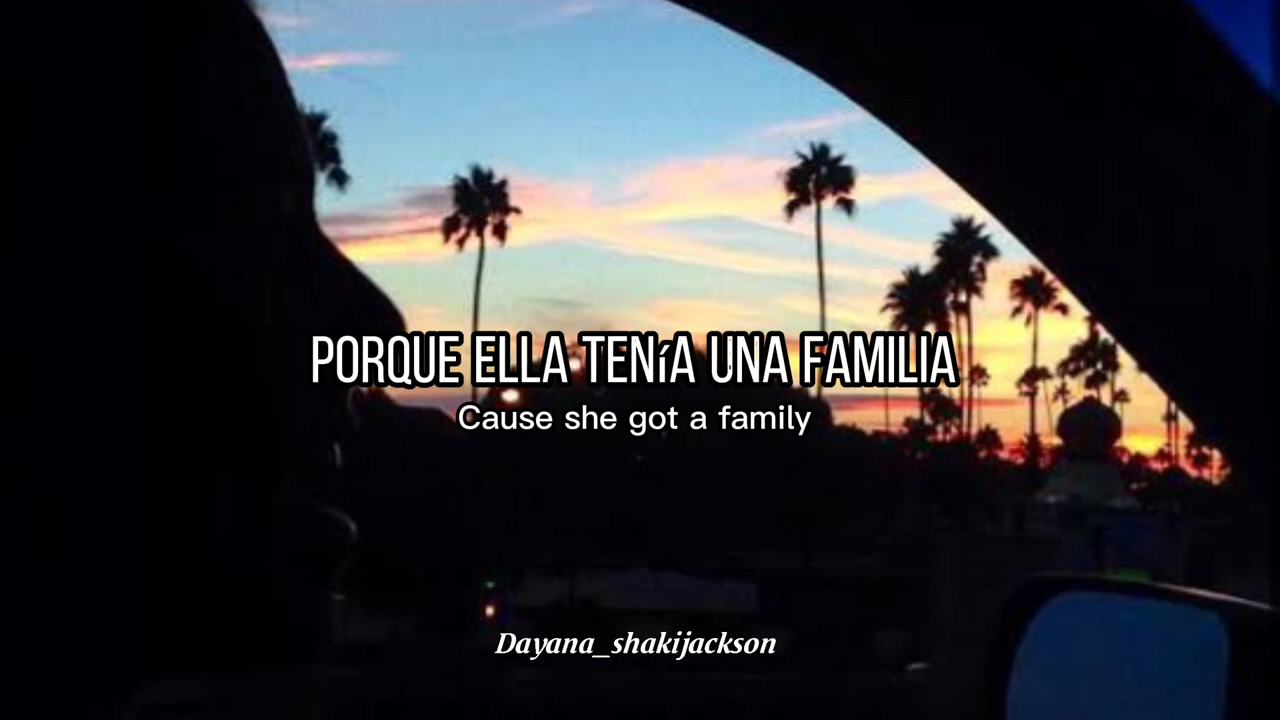 PORQUE ELLA TENíA UNA FAMILIA
Cause she got a family
Dayana_shakijackson